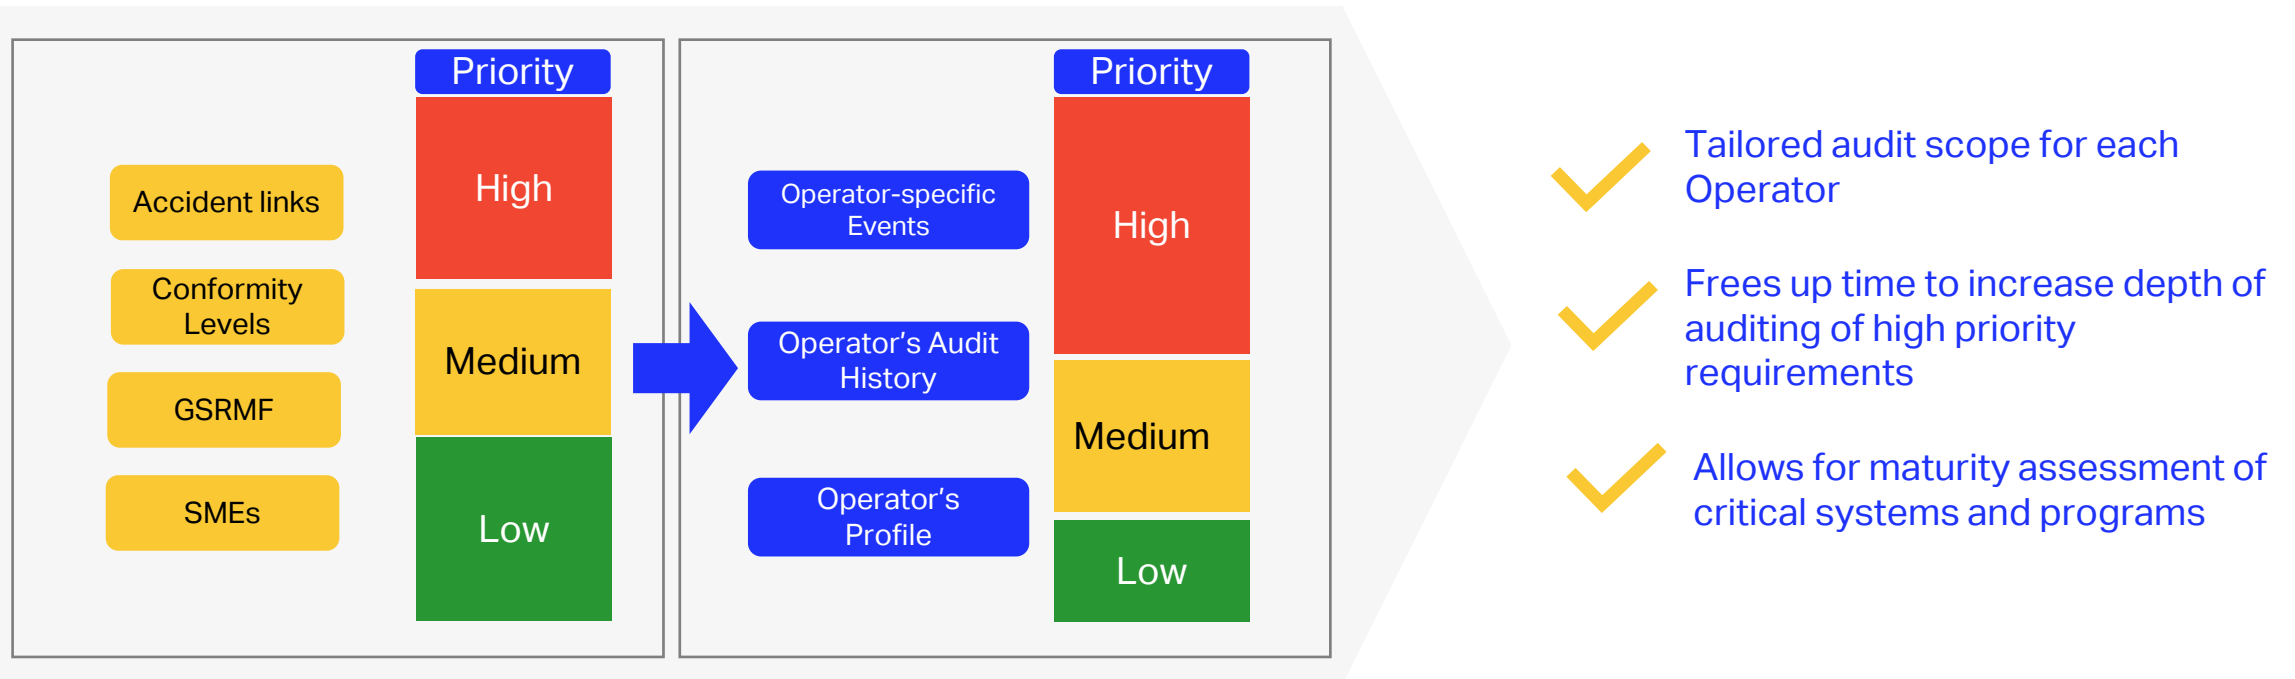 Priority
High
Medium
Low
Accident links
Conformity
Levels
GSRMF
SMEs
Priority
High
Medium
Low
Operator-specific
Events
Operator’s Audit
History
Operator’s
Profile
Tailored audit scope for each
Operator
Frees up time to increase depth of
auditing of high priority
requirements
Allows for maturity assessment of
critical systems and programs